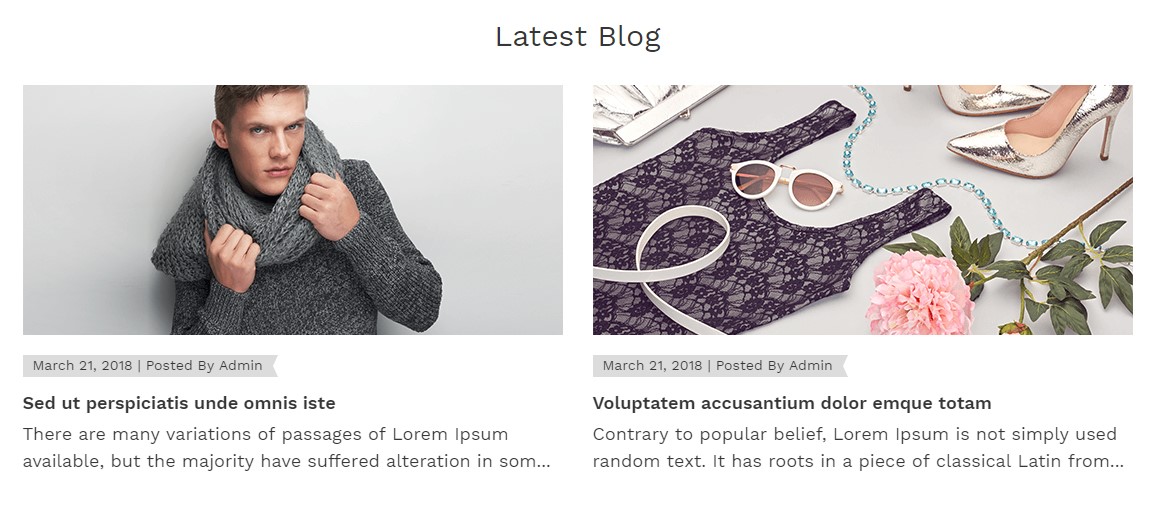 Latest Blog
March 21, 2018 | Posted By Admin
Sed ut perspiciatis unde omnis iste
There are many variations of passages of Lorem Ipsum
available, but the majority have suffered alteration in som...
March 21, 2018 | Posted By Admin
Voluptatem accusantium dolor emque totam
Contrary to popular belief, Lorem Ipsum is not simply used
random text. It has roots in a piece of classical Latin from...